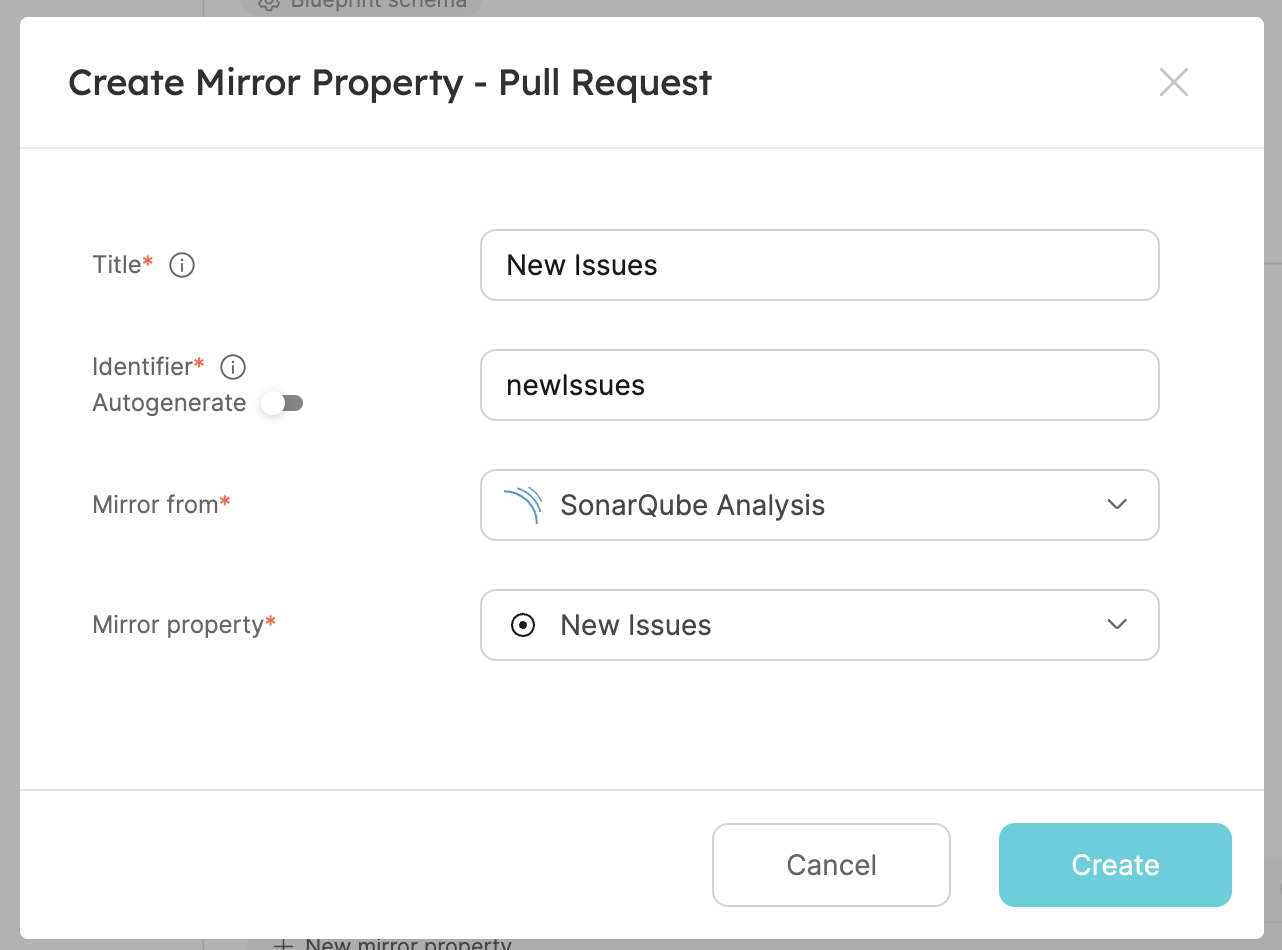 Blueprint schema
Create Mirror Property - Pull Request
Title*
New Issues
Identifier*
Autogenerate
newIssues
Mirror from*
SonarQube Analysis
Mirror property*
New Issues
Cancel
Create
New mirror property